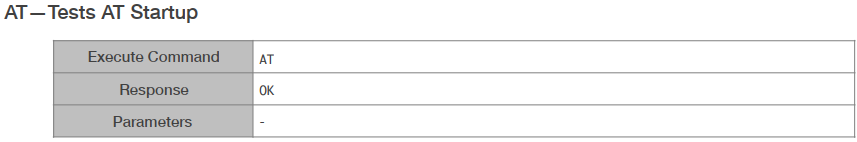 AT—Tests AT Startup
Execute Command AT
Response OK
Parameters -